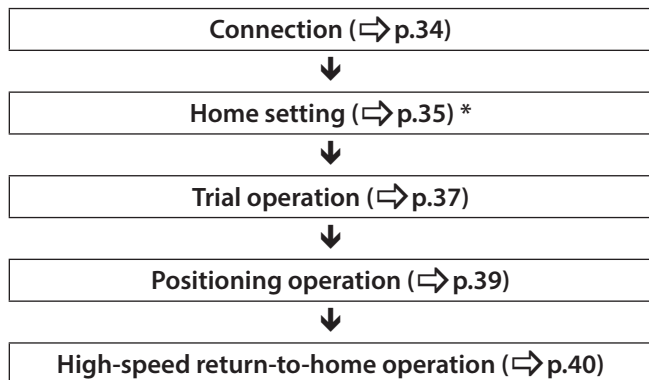 Connection (⇨ p.34)
Home setting (⇨ p.35) *
Trial operation (⇨ p.37)
Positioning operation (⇨ p.39)
High-speed return-to-home operation (⇨ p.40)